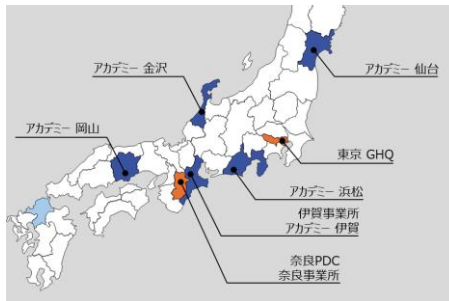 アカデミー 仙台
アカデミー 金沢
アカデミー 岡山
東京 GHQ
アカデミー 浜松
伊賀事業所
アカデミー 伊賀
奈良PDC
奈良事業所